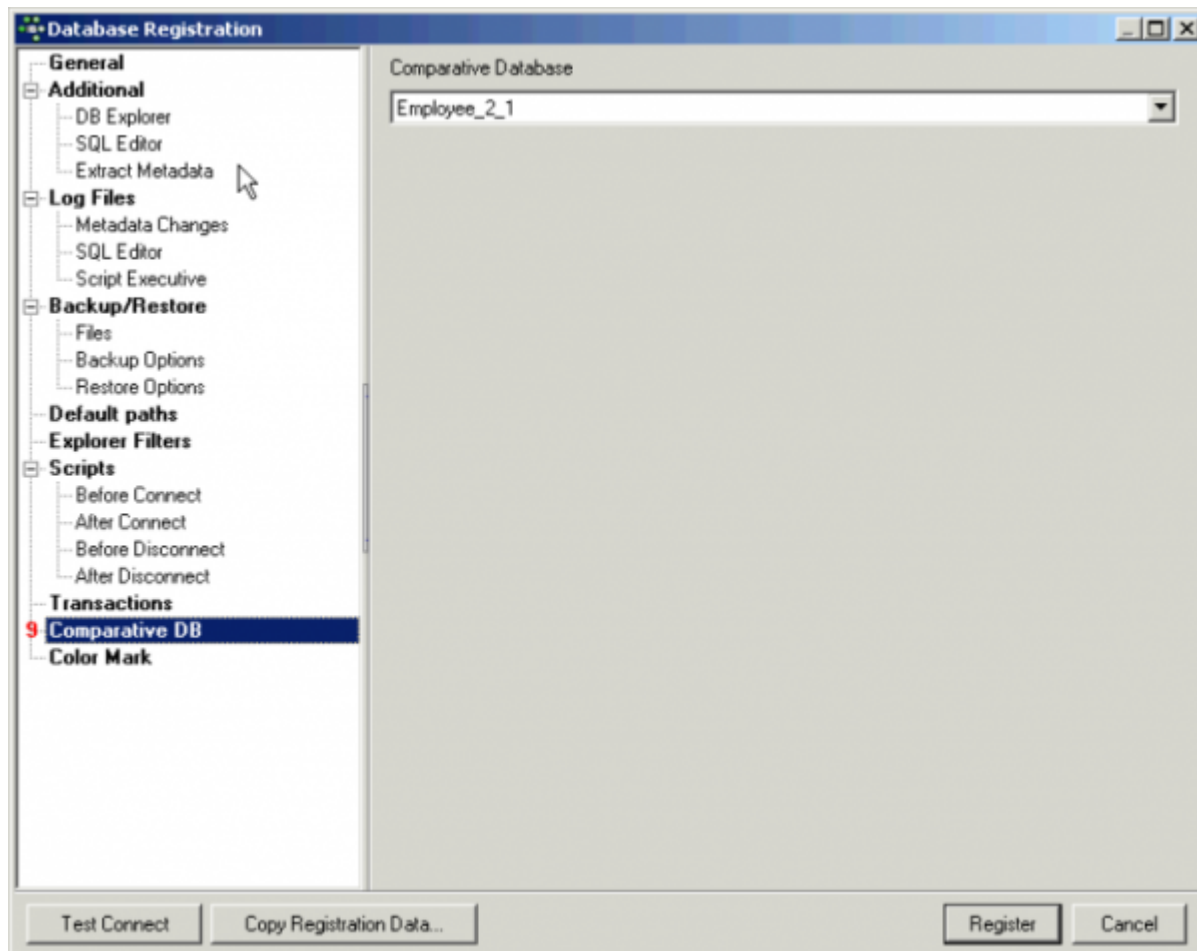 Database Registration
General
Additional
DB Explorer
SQL Editor
Extract Metadata
Log Files
Metadata Changes
SQL Editor
Script Executive
Backup/Restore
Files
Backup Options
Restore Options
Default paths
Explorer Filters
Scripts
Before Connect
After Connect
Before Disconnect
After Disconnect
Transactions
9 Comparative DB
Color Mark
Comparative Database
Employee_2_1
Test Connect
Copy Registration Data...
Register
Cancel